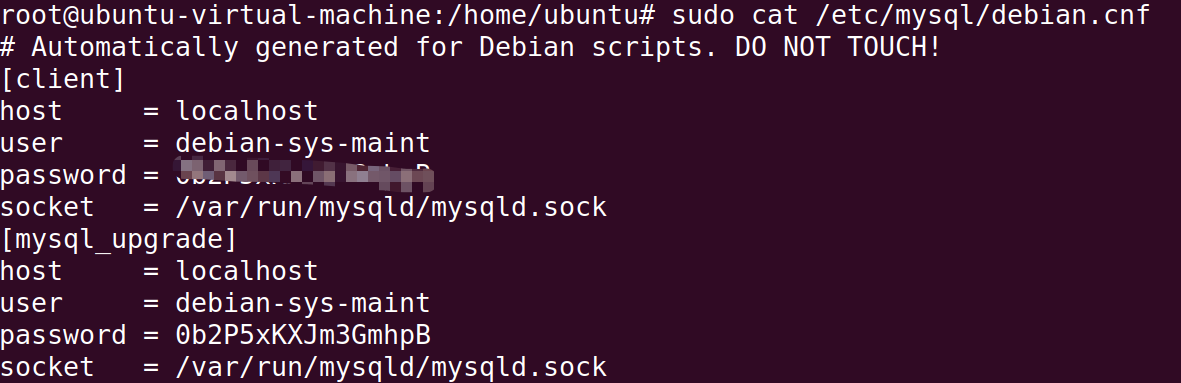 root@ubuntu-virtual-machine:/home/ubuntu# sudo cat /etc/mysql/debian.cnf
# Automatically generated for Debian scripts. DO NOT TOUCH!
[client]
host     = localhost
user     = debian-sys-maint
password =
socket   = /var/run/mysqld/mysqld.sock
[mysql_upgrade]
host     = localhost
user     = debian-sys-maint
password = 0b2P5xKXJm3GmhpB
socket   = /var/run/mysqld/mysqld.sock